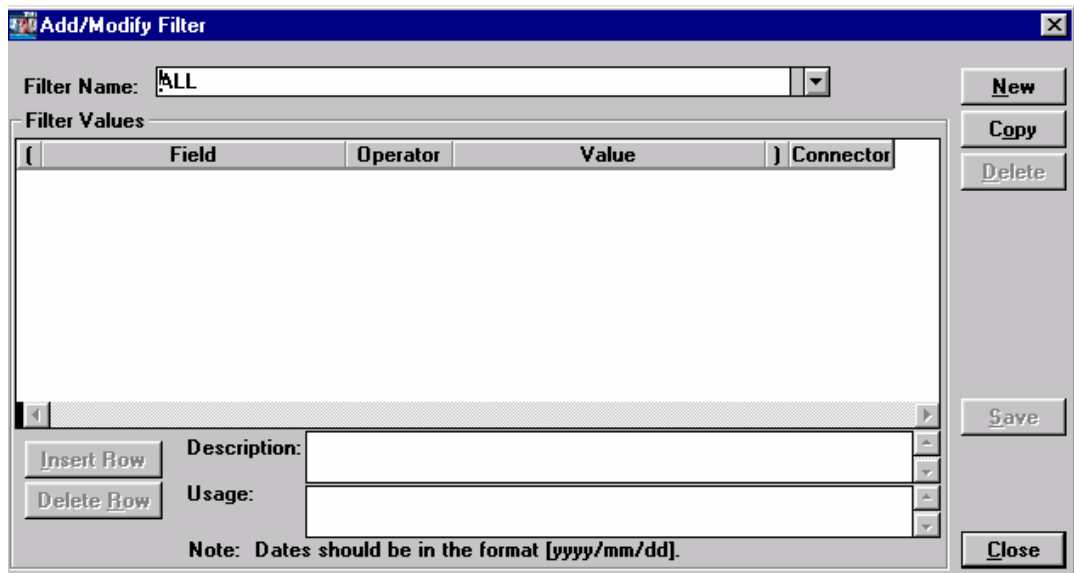 Add/Modify Filter
Filter Name: ALL
New
Filter Values
Copy
( Field Operator Value ) Connector
Delete
Save
Insert Row
Description:
Delete Row
Usage:
Note: Dates should be in the format [yyyy/mm/dd].
Close